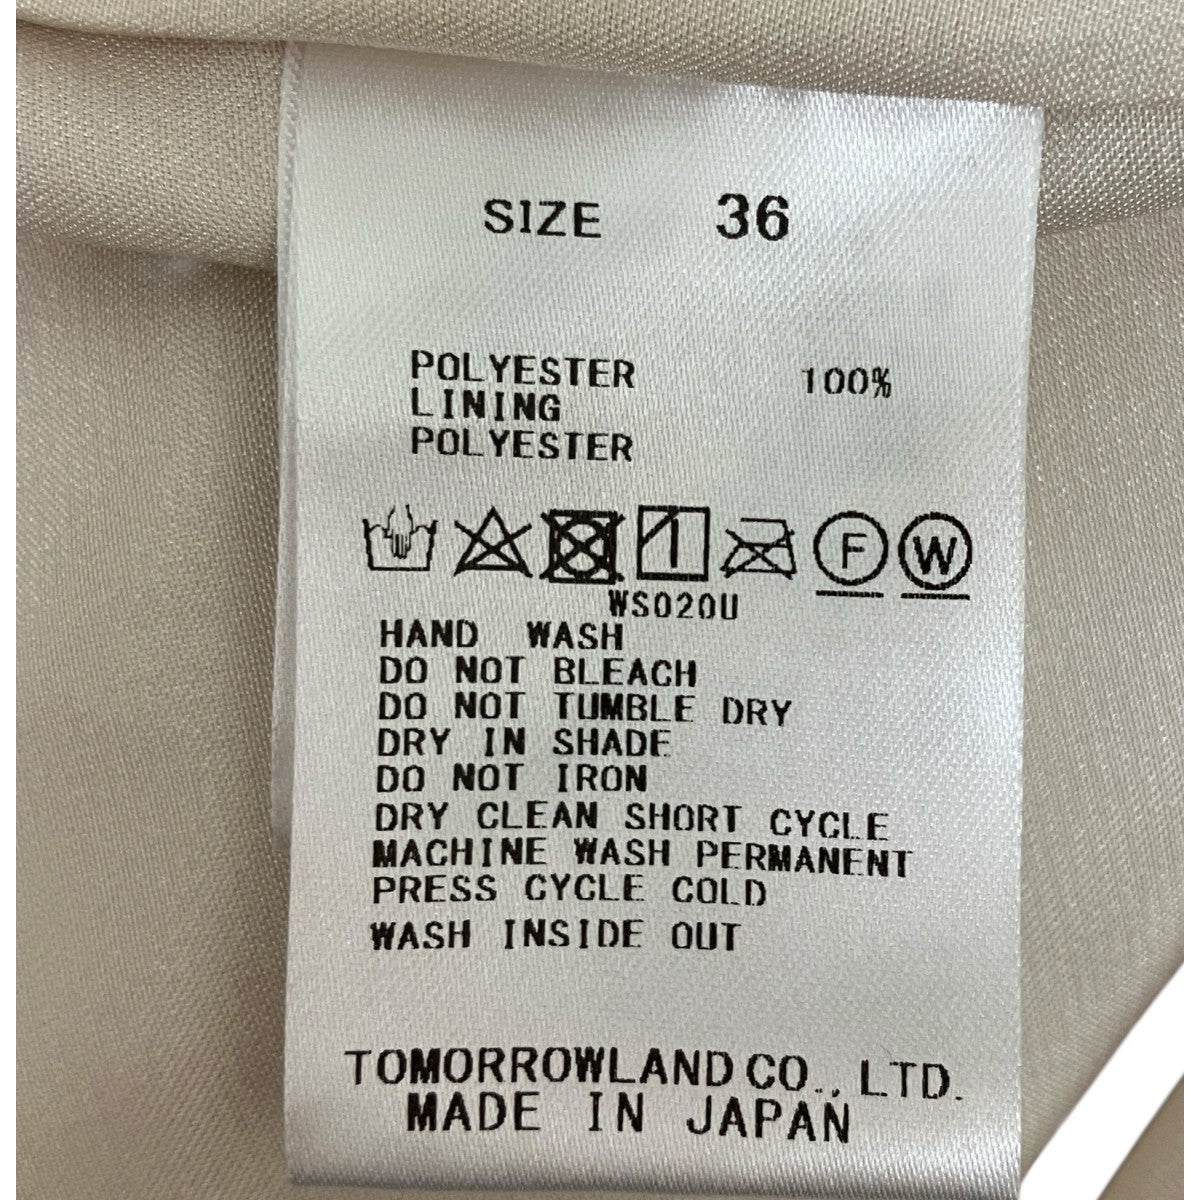 SIZE 36
POLYESTER 100%
LINING
POLYESTER
F W
WS020U
HAND WASH
DO NOT BLEACH
DO NOT TUMBLE DRY
DRY IN SHADE
DO NOT IRON
DRY CLEAN SHORT CYCLE
MACHINE WASH PERMANENT
PRESS CYCLE COLD
WASH INSIDE OUT
TOMORROWLAND CO., LTD.
MADE IN JAPAN